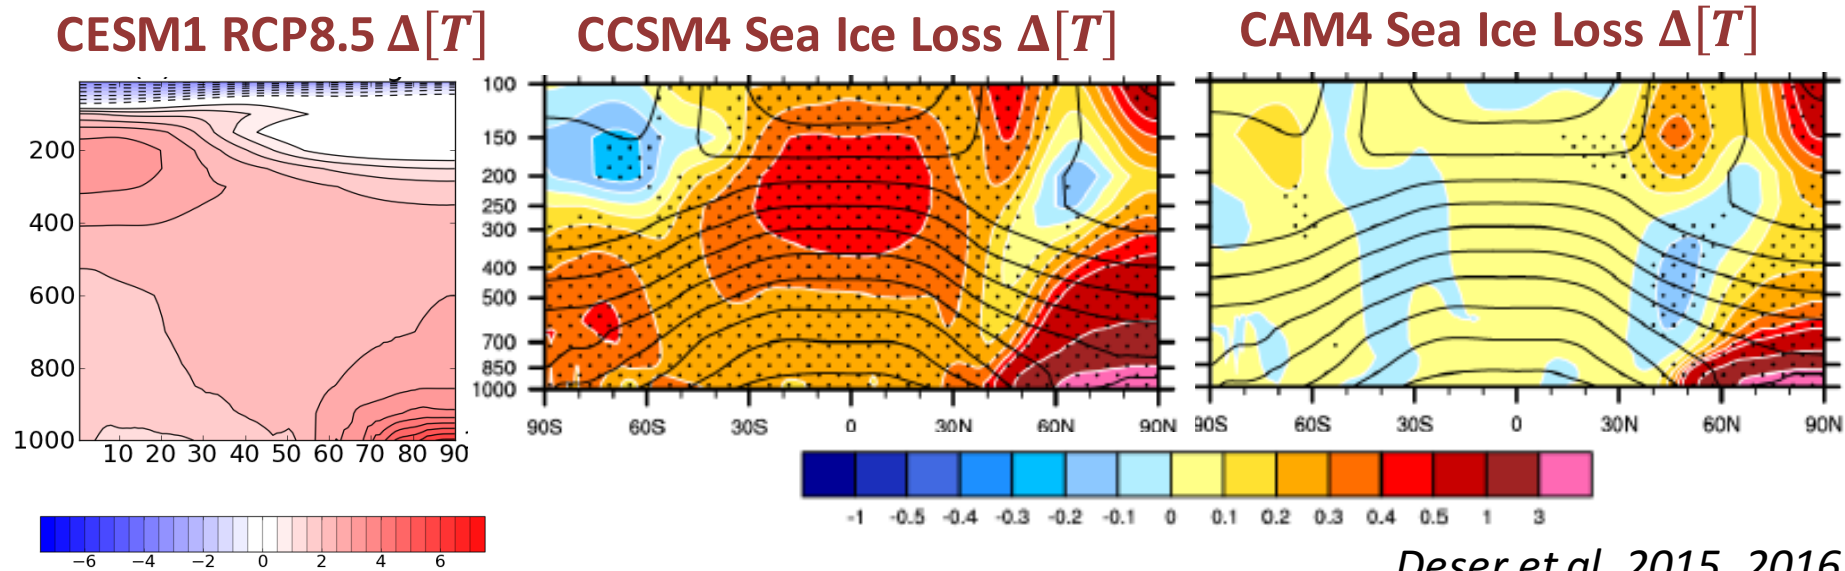 CESM1 RCP8.5 Δ[T]
CCSM4 Sea Ice Loss Δ[T]
CAM4 Sea Ice Loss Δ[T]
200
400
600
800
1000
10 20 30 40 50 60 70 80 90
−6 −4 −2 0 2 4 6
100
150
200
250
300
400
500
700
850
1000
90S 60S 30S 0 30N 60N 90N
90S 60S 30S 0 30N 60N 90N
-1 -0.5 -0.4 -0.3 -0.2 -0.1 0 0.1 0.2 0.3 0.4 0.5 1 3
Deser et al. 2015, 2016